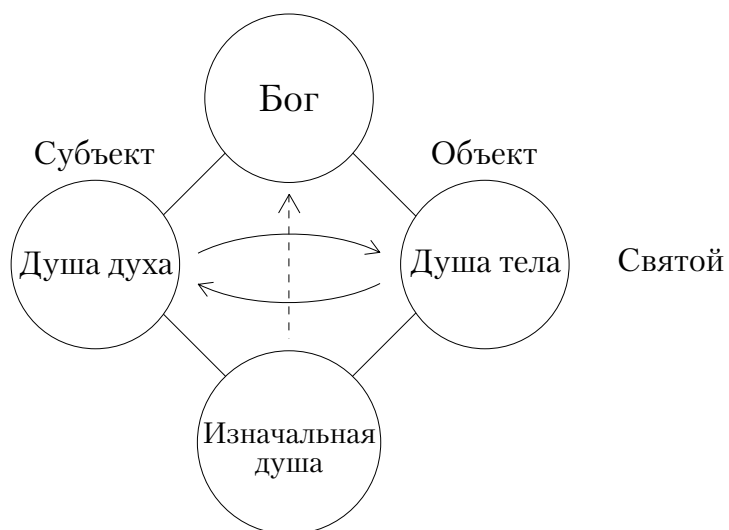 Бог
Субъект
Объект
Душа духа
Душа тела
Святой
Изначальная
душа